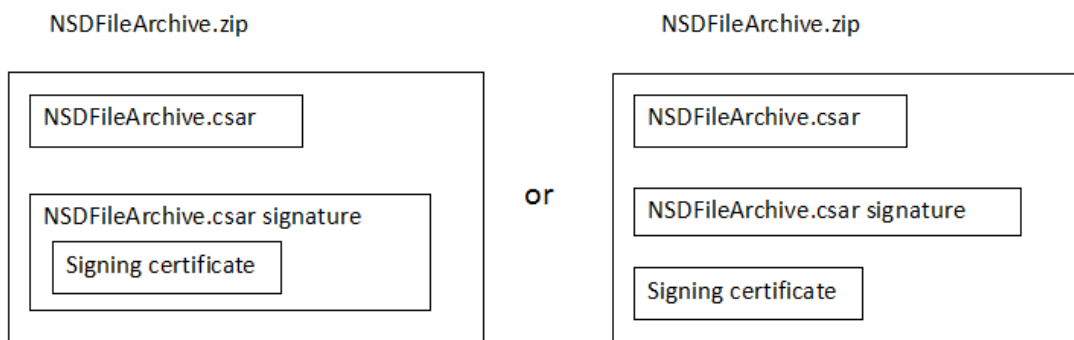 NSDFileArchive.zip
NSDFileArchive.csar
NSDFileArchive.csar signature
Signing certificate
or
NSDFileArchive.zip
NSDFileArchive.csar
NSDFileArchive.csar signature
Signing certificate